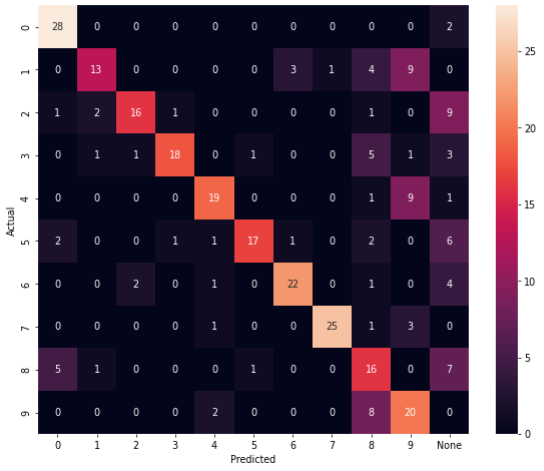 0 28 0 0 0 0 0 0 0 0 0 2
1 0 13 0 0 0 0 3 1 4 9 0
2 1 2 16 1 0 0 0 0 1 0 9
3 0 1 1 18 0 1 0 0 5 1 3
4 0 0 0 0 19 0 0 0 1 9 1
5 2 0 0 1 1 17 1 0 2 0 6
6 0 0 2 0 1 0 22 0 1 0 4
7 0 0 0 0 1 0 0 25 1 3 0
8 5 1 0 0 0 1 0 0 16 0 7
9 0 0 0 0 2 0 0 0 8 20 0
0 1 2 3 4 5 6 7 8 9 None
Predicted
Actual
25
20
15
10
5
0